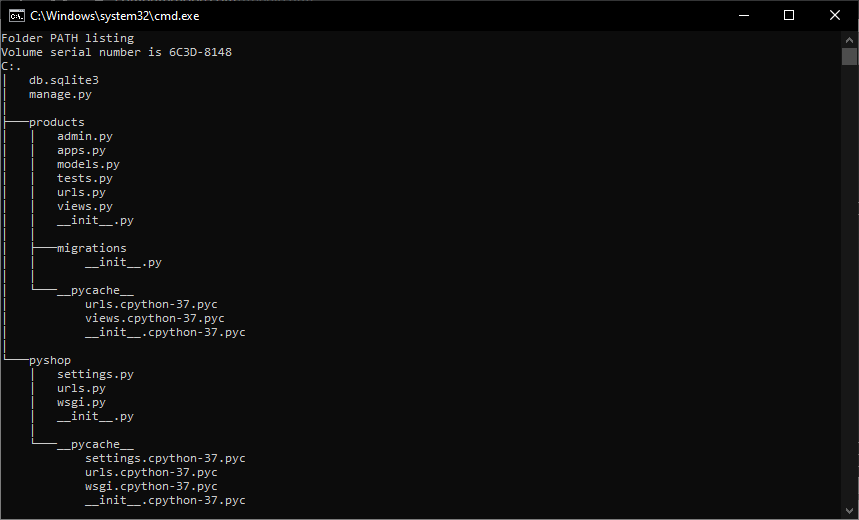 C:\Windows\system32\cmd.exe
Folder PATH listing
Volume serial number is 6C3D-8148
C:.
│   db.sqlite3
│   manage.py
│
├───products
│   │   admin.py
│   │   apps.py
│   │   models.py
│   │   tests.py
│   │   urls.py
│   │   views.py
│   │   __init__.py
│   │
│   ├───migrations
│   │       __init__.py
│   │
│   └───__pycache__
│           urls.cpython-37.pyc
│           views.cpython-37.pyc
│           __init__.cpython-37.pyc
│
└───pyshop
    │   settings.py
    │   urls.py
    │   wsgi.py
    │   __init__.py
    │
    └───__pycache__
            settings.cpython-37.pyc
            urls.cpython-37.pyc
            wsgi.cpython-37.pyc
            __init__.cpython-37.pyc